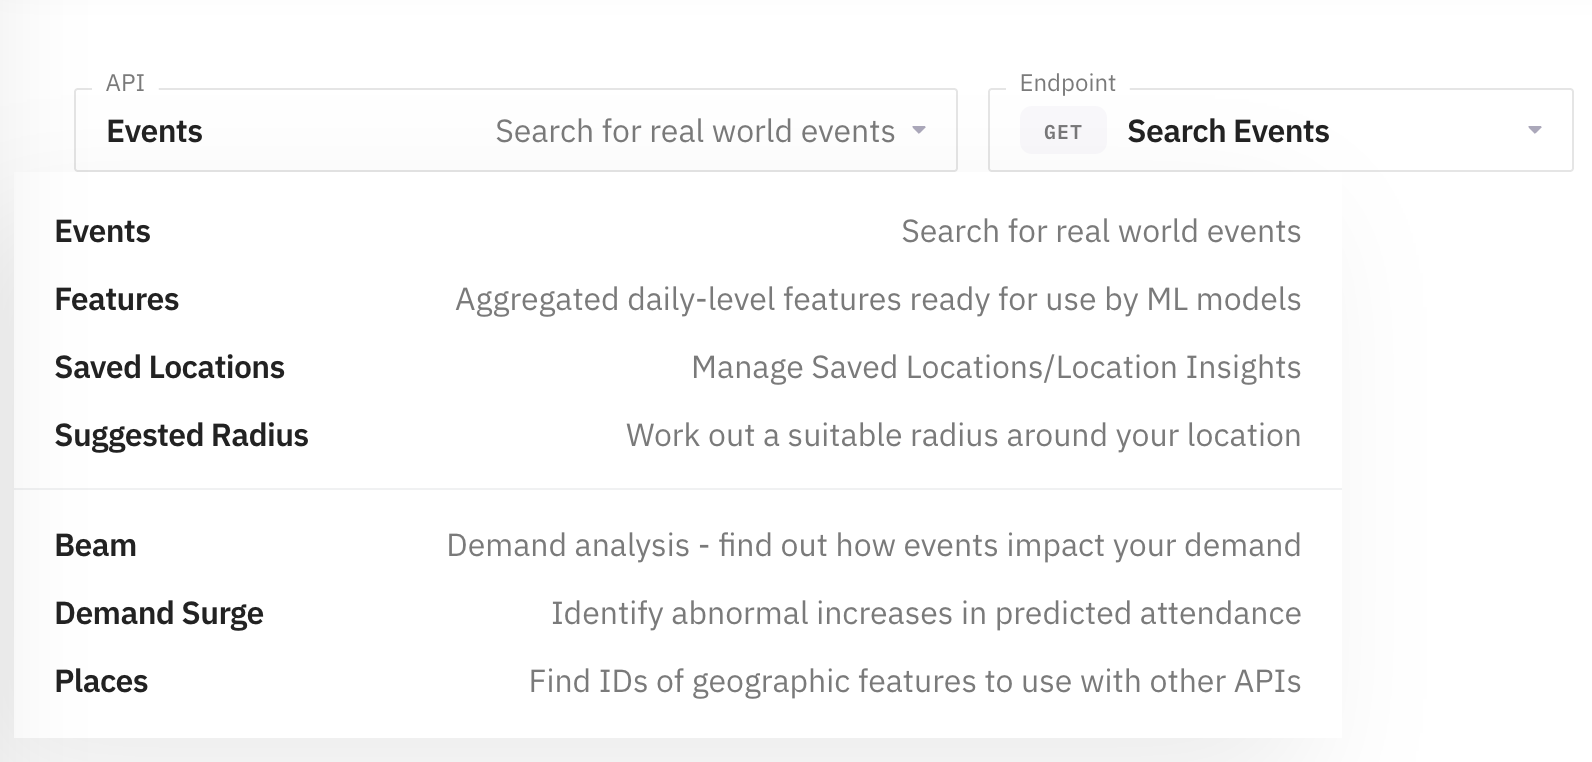 API
Events Search for real world events
Endpoint
GET Search Events
Events Search for real world events
Features Aggregated daily-level features ready for use by ML models
Saved Locations Manage Saved Locations/Location Insights
Suggested Radius Work out a suitable radius around your location
Beam Demand analysis - find out how events impact your demand
Demand Surge Identify abnormal increases in predicted attendance
Places Find IDs of geographic features to use with other APIs